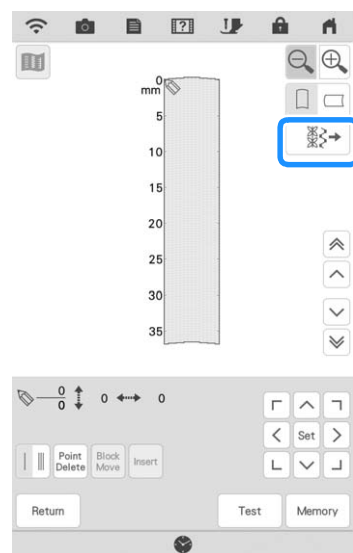 0
mm
5
10
15
20
25
30
35
0
0
0
0
Point
Delete
Block
Move
Insert
Set
Return
Test
Memory